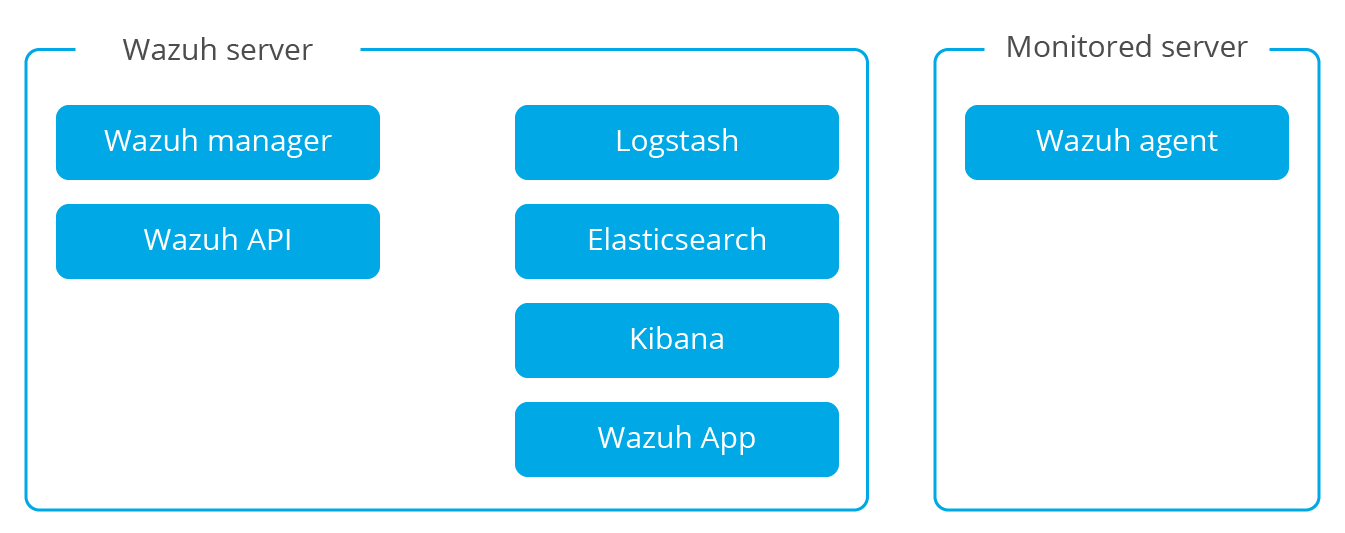 Wazuh server
Wazuh manager
Wazuh API
Logstash
Elasticsearch
Kibana
Wazuh App
Monitored server
Wazuh agent